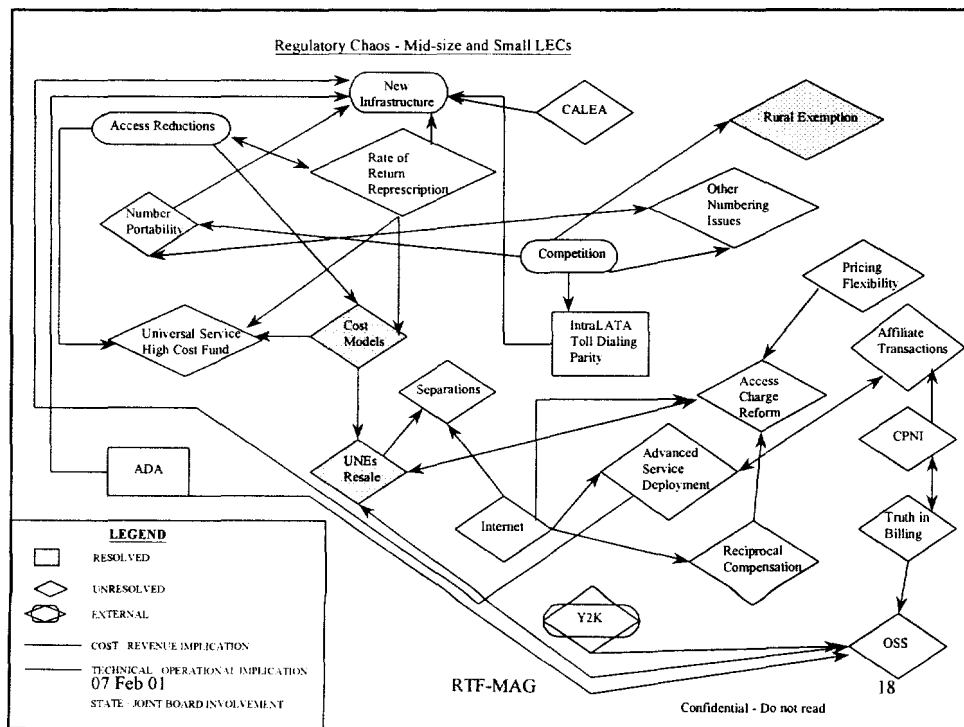 Regulatory Chaos - Mid-size and Small LECs
New
Infrastructure
CALEA
Rural Exemption
Access Reductions
Rate of
Return
Represcription
Other
Numbering
Issues
Number
Portability
Competition
Pricing
Flexibility
Universal Service
High Cost Fund
Cost
Models
IntraLATA
Toll Dialing
Parity
Affiliate
Transactions
Separations
Access
Charge
Reform
CPNI
ADA
UNEs
Resale
Advanced
Service
Deployment
Internet
Truth in
Billing
Reciprocal
Compensation
LEGEND
RESOLVED
UNRESOLVED
EXTERNAL
COST REVENUE IMPLICATION
TECHNICAL OPERATIONAL IMPLICATION
STATE JOINT BOARD INVOLVEMENT
Y2K
OSS
07 Feb 01
RTF-MAG
18
Confidential - Do not read